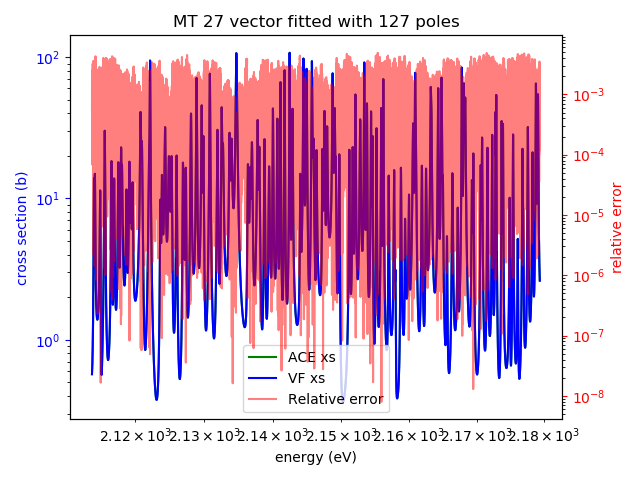 MT 27 vector fitted with 127 poles
10²
10¹
10⁰
cross section (b)
10⁻³
10⁻⁴
10⁻⁵
10⁻⁶
10⁻⁷
10⁻⁸
relative error
ACE xs
VF xs
Relative error
2.12 × 10³ 2.13 × 10³ 2.14 × 10³ 2.15 × 10³ 2.16 × 10³ 2.17 × 10³ 2.18 × 10³
energy (eV)